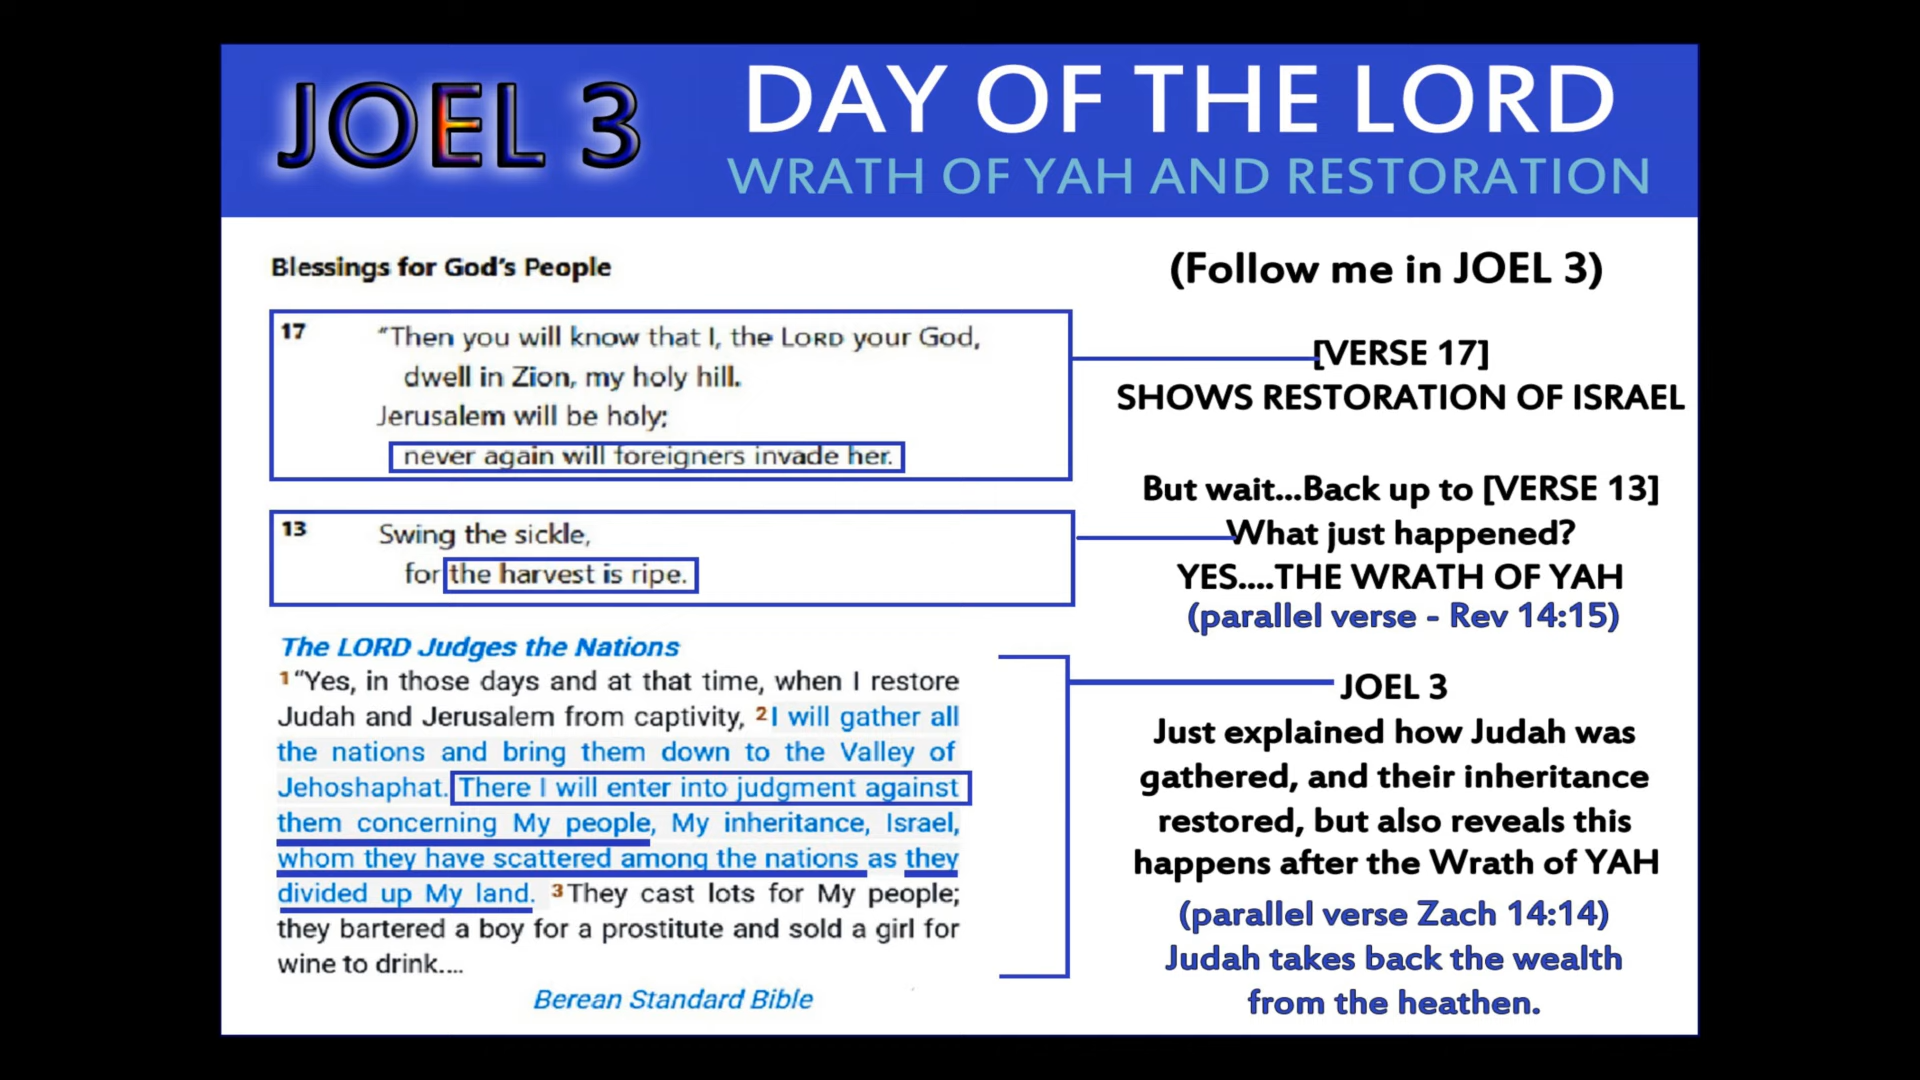 JOEL 3
DAY OF THE LORD
WRATH OF YAH AND RESTORATION
Blessings for God's People
17 "Then you will know that I, the LORD your God,
dwell in Zion, my holy hill.
Jerusalem will be holy;
never again will foreigners invade her.
13 Swing the sickle,
for the harvest is ripe.
The LORD Judges the Nations
1 "Yes, in those days and at that time, when I restore
Judah and Jerusalem from captivity, 2 I will gather all
the nations and bring them down to the Valley of
Jehoshaphat. There I will enter into judgment against
them concerning My people, My inheritance, Israel,
whom they have scattered among the nations as they
divided up My land. 3 They cast lots for My people;
they bartered a boy for a prostitute and sold a girl for
wine to drink....
Berean Standard Bible
(Follow me in JOEL 3)
[VERSE 17]
SHOWS RESTORATION OF ISRAEL
But wait...Back up to [VERSE 13]
What just happened?
YES....THE WRATH OF YAH
(parallel verse - Rev 14:15)
JOEL 3
Just explained how Judah was
gathered, and their inheritance
restored, but also reveals this
happens after the Wrath of YAH
(parallel verse Zach 14:14)
Judah takes back the wealth
from the heathen.